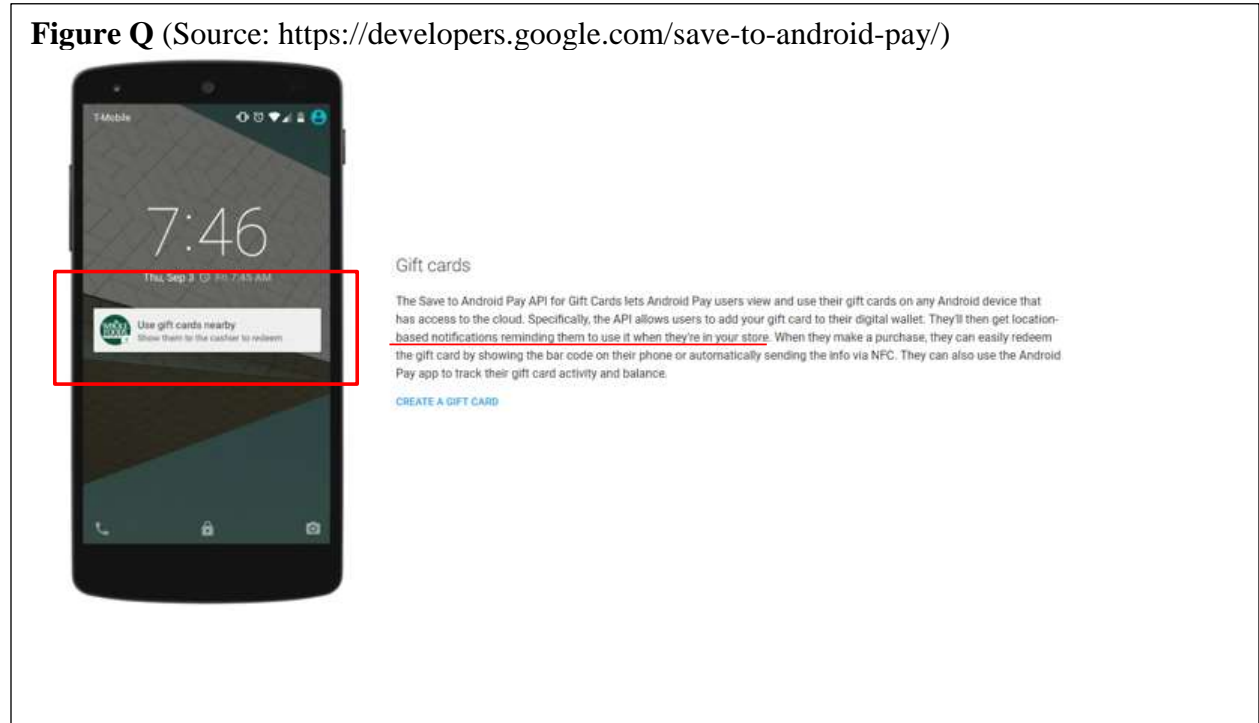 Figure Q (Source: https://developers.google.com/save-to-android-pay/)
T-Mobile
7:46
Thu, Sep 3 Fri 7:45 AM
WHOLE
FOODS
Use gift cards nearby
Show them to the cashier to redeem
Gift cards
The Save to Android Pay API for Gift Cards lets Android Pay users view and use their gift cards on any Android device that
has access to the cloud. Specifically, the API allows users to add your gift card to their digital wallet. They'll then get location-
based notifications reminding them to use it when they're in your store. When they make a purchase, they can easily redeem
the gift card by showing the bar code on their phone or automatically sending the info via NFC. They can also use the Android
Pay app to track their gift card activity and balance.
CREATE A GIFT CARD